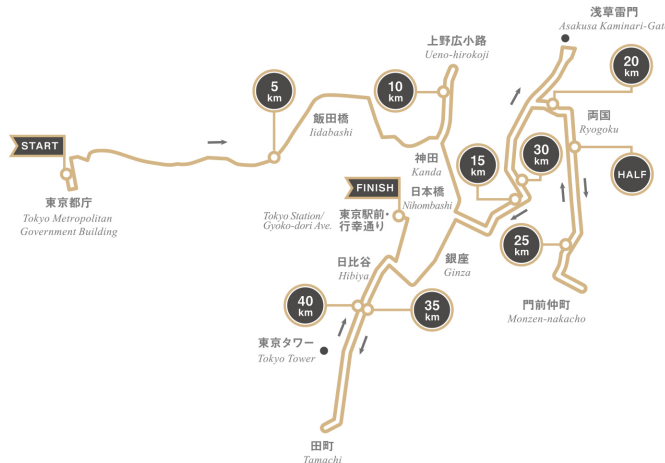 浅草雷門
Asakusa Kaminari-Gate
上野広小路
Ueno-hirokoji
20
km
5
km
10
km
飯田橋
Iidabashi
両国
Ryogoku
START
神田
Kanda
15
km
30
km
HALF
FINISH
日本橋
Nihombashi
東京都庁
Tokyo Metropolitan
Government Building
Tokyo Station/
Gyoko-dori Ave.
東京駅前・
行幸通り
25
km
日比谷
Hibiya
銀座
Ginza
門前仲町
Monzen-nakacho
40
km
35
km
東京タワー
Tokyo Tower
田町
Tamachi